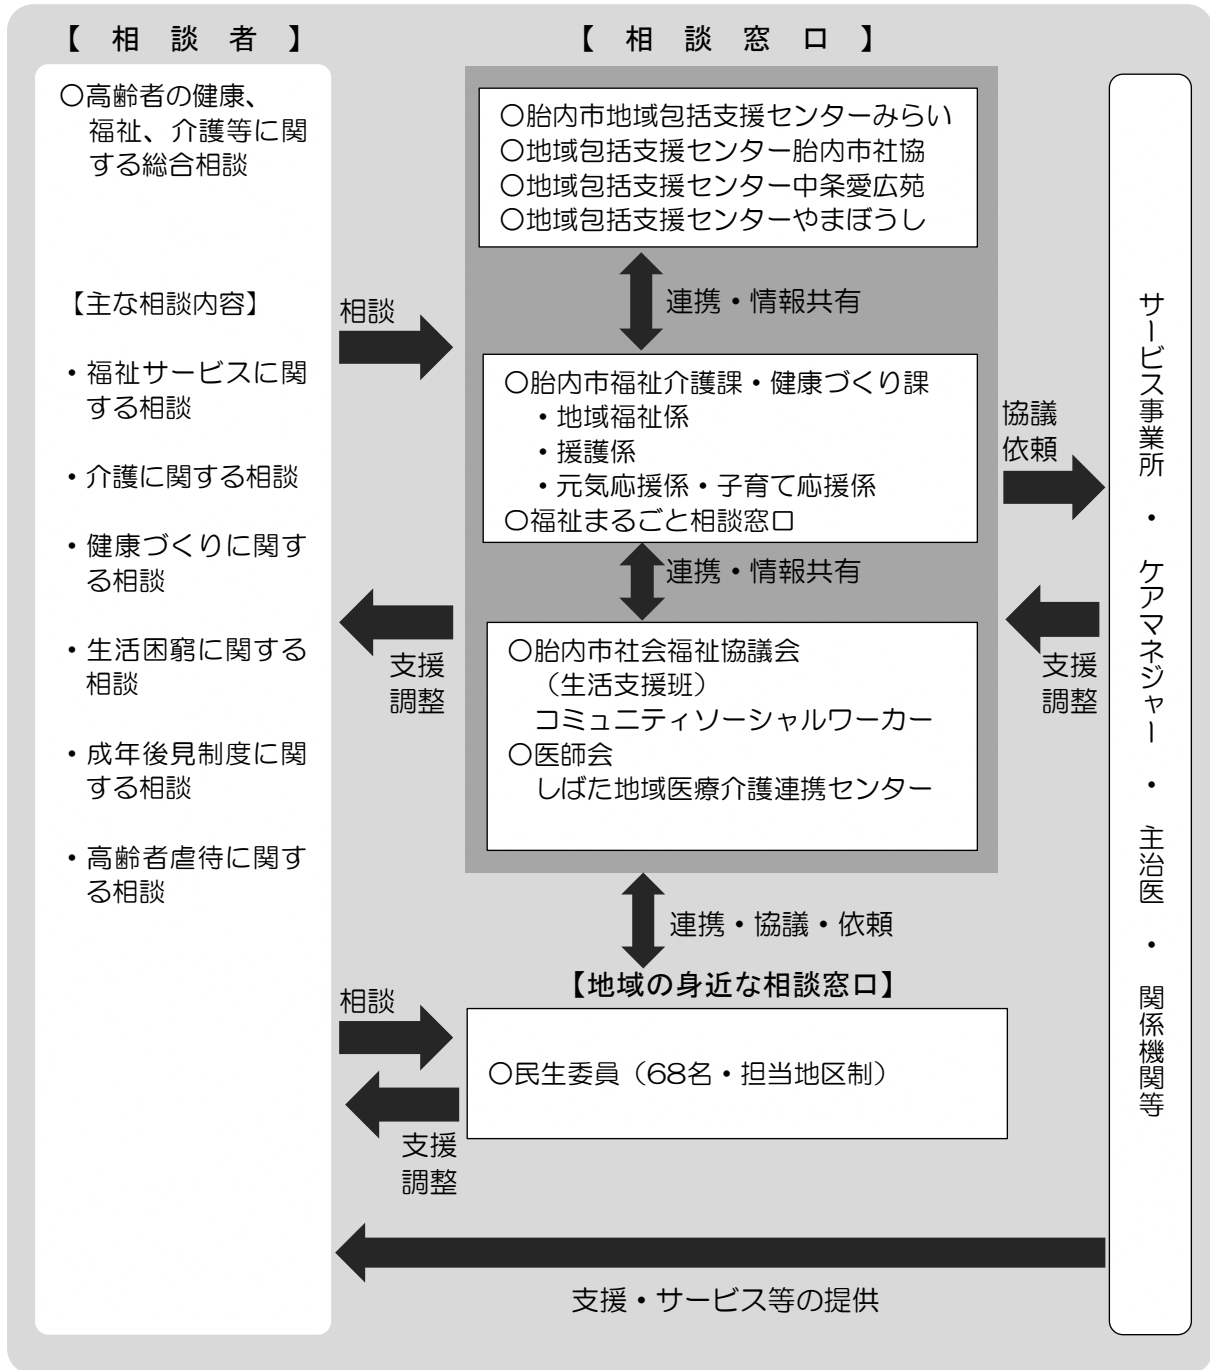 【相談者】
〇高齢者の健康、
福祉、介護等に関
する総合相談
【主な相談内容】
・福祉サービスに関
する相談
・介護に関する相談
・健康づくりに関す
る相談
・生活困窮に関する
相談
・成年後見制度に関
する相談
・高齢者虐待に関す
る相談
相談
支援
調整
相談
支援
調整
【相談窓口】
〇胎内市地域包括支援センターみらい
〇地域包括支援センター胎内市社協
〇地域包括支援センター中条愛広苑
〇地域包括支援センターやまぼうし
連携・情報共有
〇胎内市福祉介護課・健康づくり課
・地域福祉係
・援護係
・元気応援係・子育て応援係
〇福祉まるごと相談窓口
連携・情報共有
〇胎内市社会福祉協議会
（生活支援班）
コミュニティソーシャルワーカー
〇医師会
しばた地域医療介護連携センター
連携・協議・依頼
【地域の身近な相談窓口】
〇民生委員（68名・担当地区制）
協議
依頼
支援
調整
サービス事業所・ケアマネジャー・主治医・関係機関等
支援・サービス等の提供